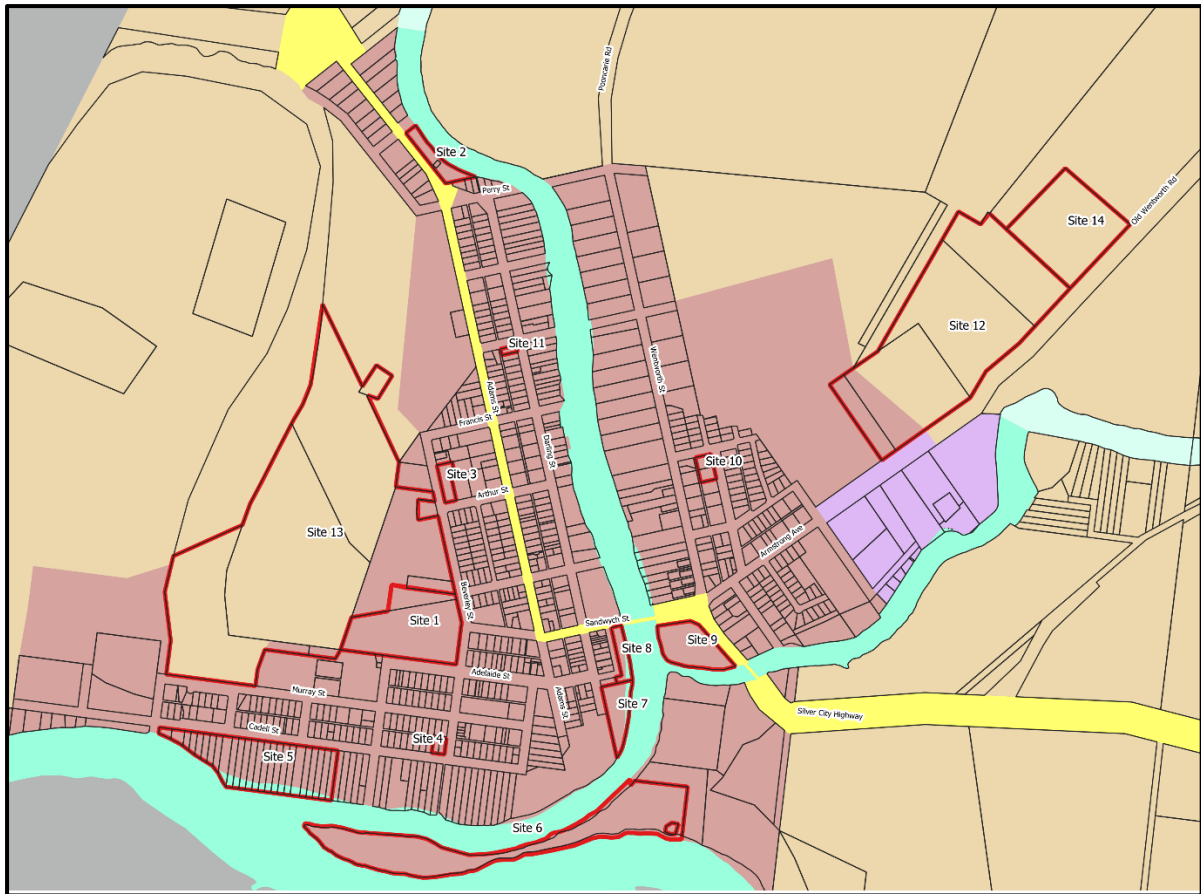 Pooncarie Rd
Site 2
Perry St
Site 14
Old Wentworth Rd
Site 12
Site 11
Wentworth St
Adams St
Francis St
Darling St
Site 3
Site 10
Arthur St
Site 13
Armstrong Ave
Beverley St
Site 1
Sandwych St
Site 8
Site 9
Adelaide St
Murray St
Adams St
Site 7
Silver City Highway
Cadell St
Site 4
Site 5
Site 6